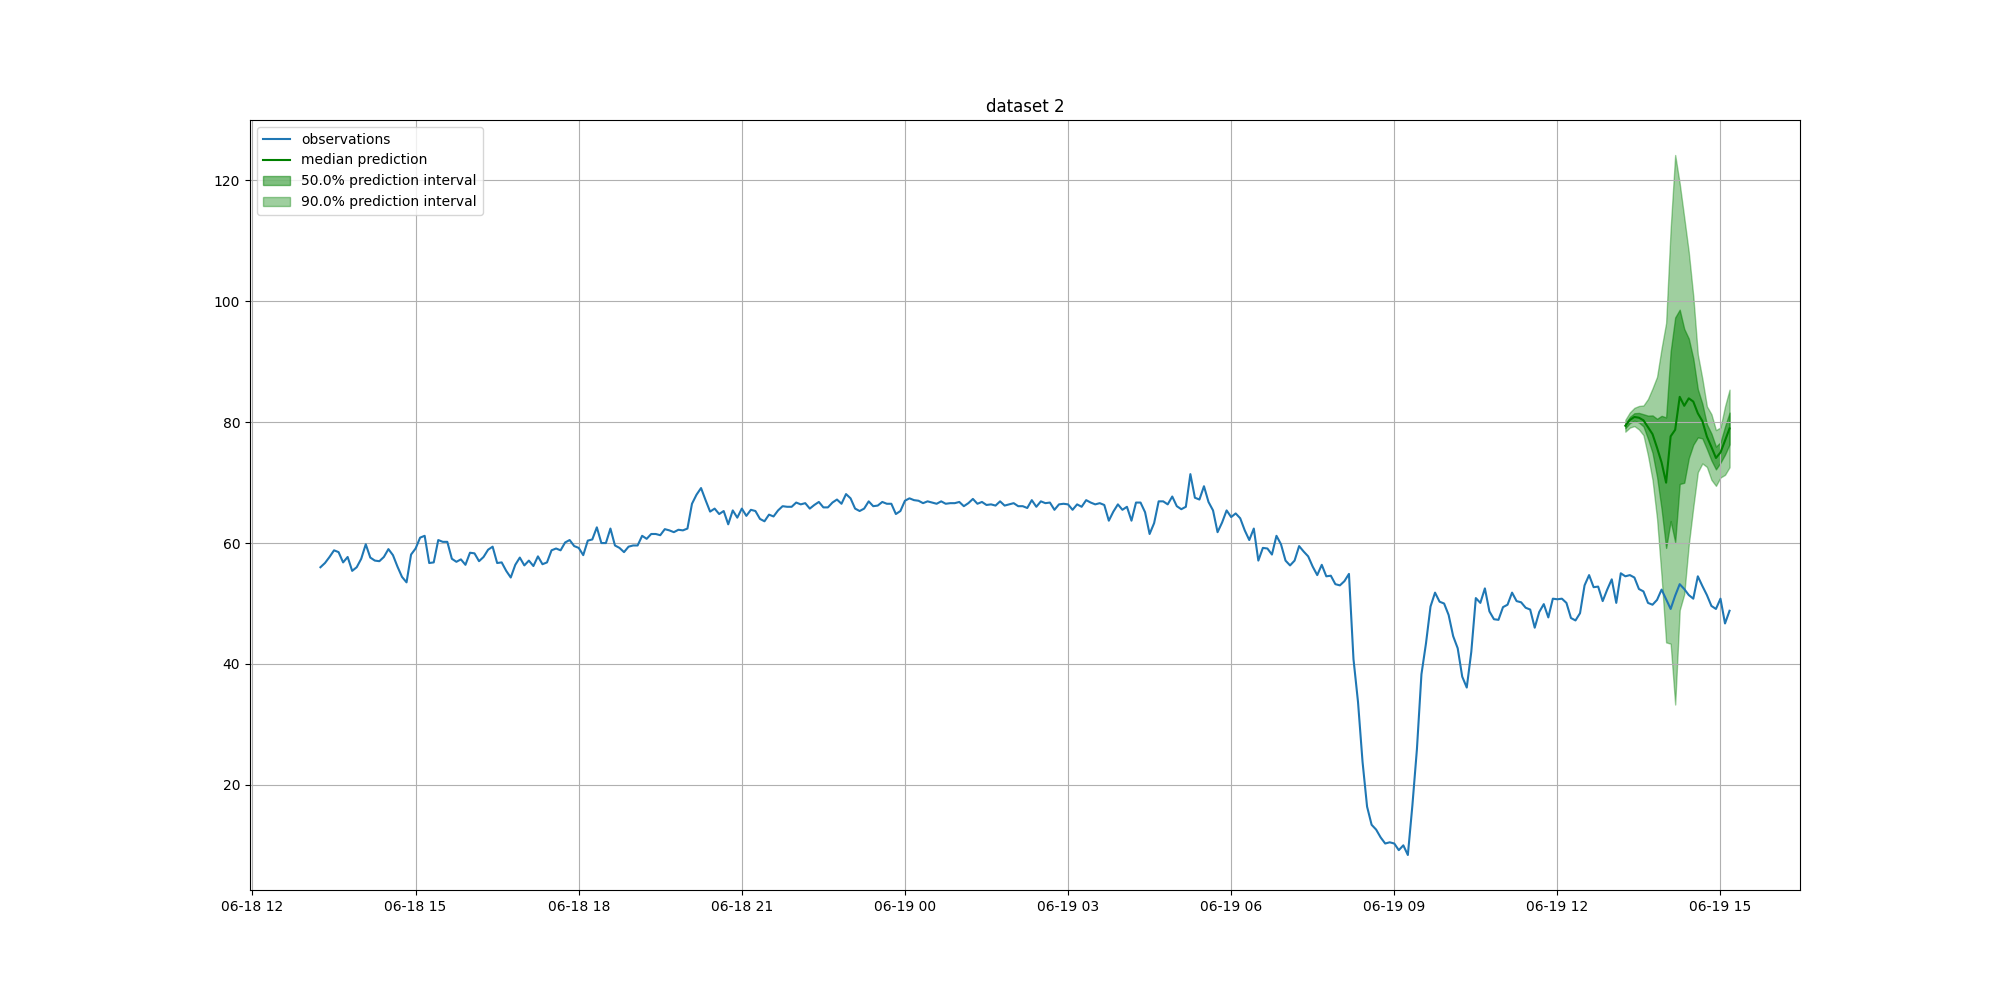 dataset 2
observations
median prediction
50.0% prediction interval
90.0% prediction interval
120
100
80
60
40
20
06-18 12 06-18 15 06-18 18 06-18 21 06-19 00 06-19 03 06-19 06 06-19 09 06-19 12 06-19 15